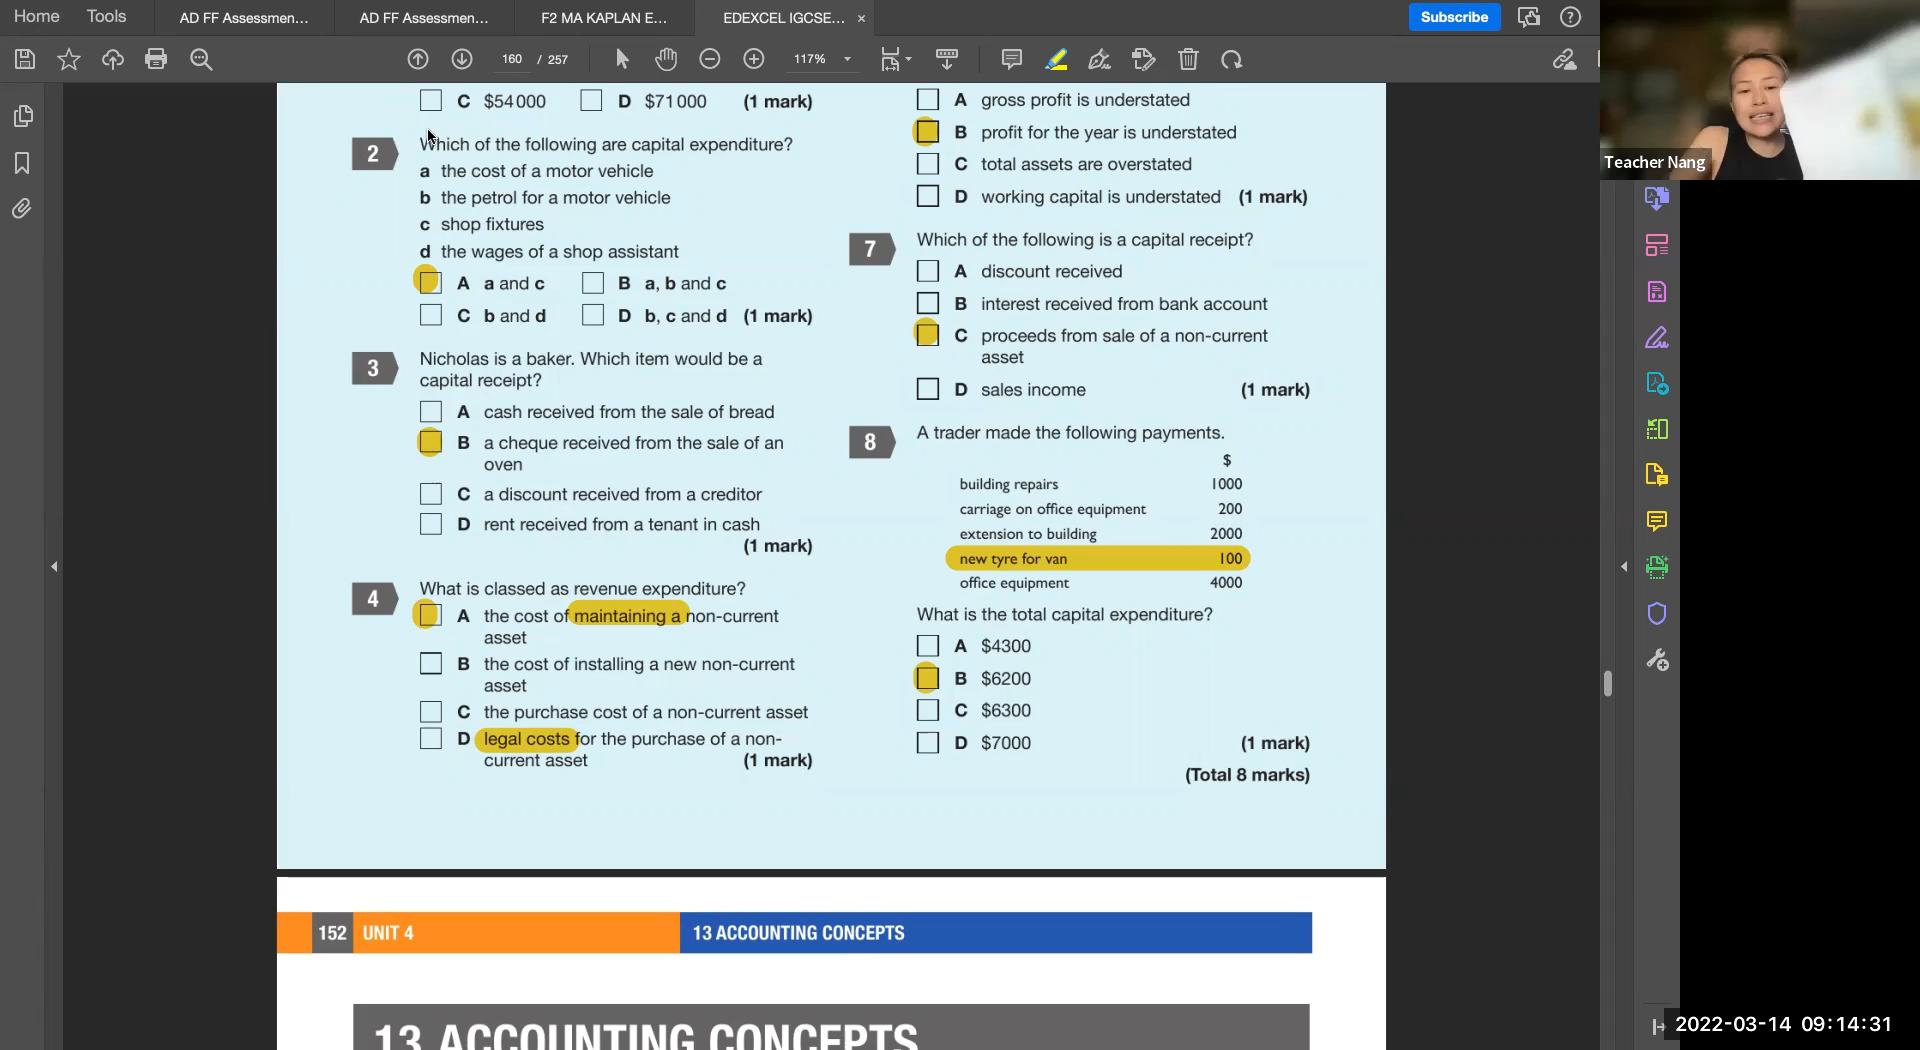 Home
Tools
AD FF Assessmen...
AD FF Assessmen...
F2 MA KAPLAN E...
EDEXCEL IGCSE...
Subscribe
160 / 257
117%
C $54 000 D $71 000 (1 mark)
2 Which of the following are capital expenditure?
a the cost of a motor vehicle
b the petrol for a motor vehicle
c shop fixtures
d the wages of a shop assistant
A a and c B a, b and c
C b and d D b, c and d (1 mark)
3 Nicholas is a baker. Which item would be a
capital receipt?
A cash received from the sale of bread
B a cheque received from the sale of an
oven
C a discount received from a creditor
D rent received from a tenant in cash
(1 mark)
4 What is classed as revenue expenditure?
A the cost of maintaining a non-current
asset
B the cost of installing a new non-current
asset
C the purchase cost of a non-current asset
D legal costs for the purchase of a non-
current asset (1 mark)
A gross profit is understated
B profit for the year is understated
C total assets are overstated
D working capital is understated (1 mark)
7 Which of the following is a capital receipt?
A discount received
B interest received from bank account
C proceeds from sale of a non-current
asset
D sales income (1 mark)
8 A trader made the following payments.
$
building repairs 1000
carriage on office equipment 200
extension to building 2000
new tyre for van 100
office equipment 4000
What is the total capital expenditure?
A $4300
B $6200
C $6300
D $7000 (1 mark)
(Total 8 marks)
152 UNIT 4 13 ACCOUNTING CONCEPTS
13 ACCOUNTING CONCEPTS
Teacher Nang
2022-03-14 09:14:31